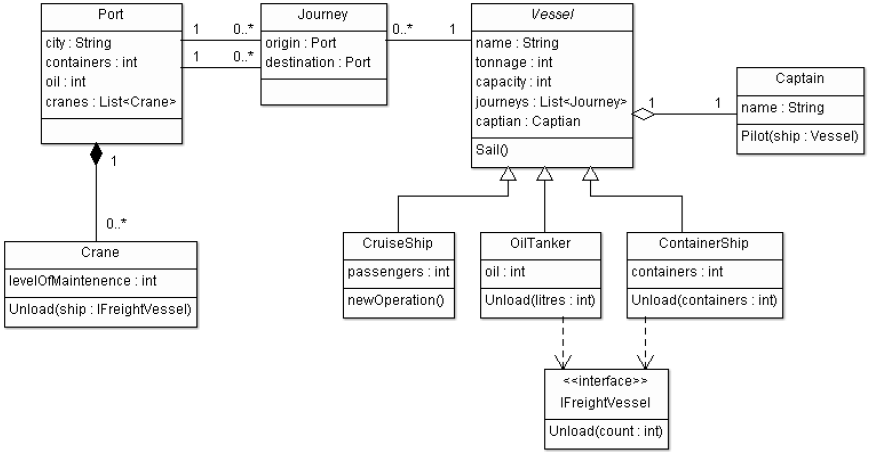 Port
city : String
containers : int
oil : int
cranes : List<Crane>
1
0..*
1
0..*
Journey
origin : Port
destination : Port
0..*
1
Vessel
name : String
tonnage : int
capacity : int
journeys : List<Journey>
captian : Captian
Sail()
1
1
Captain
name : String
Pilot(ship : Vessel)
1
0..*
Crane
levelOfMaintenence : int
Unload(ship : IFreightVessel)
CruiseShip
passengers : int
newOperation()
OilTanker
oil : int
Unload(litres : int)
ContainerShip
containers : int
Unload(containers : int)
<<interface>>
IFreightVessel
Unload(count : int)